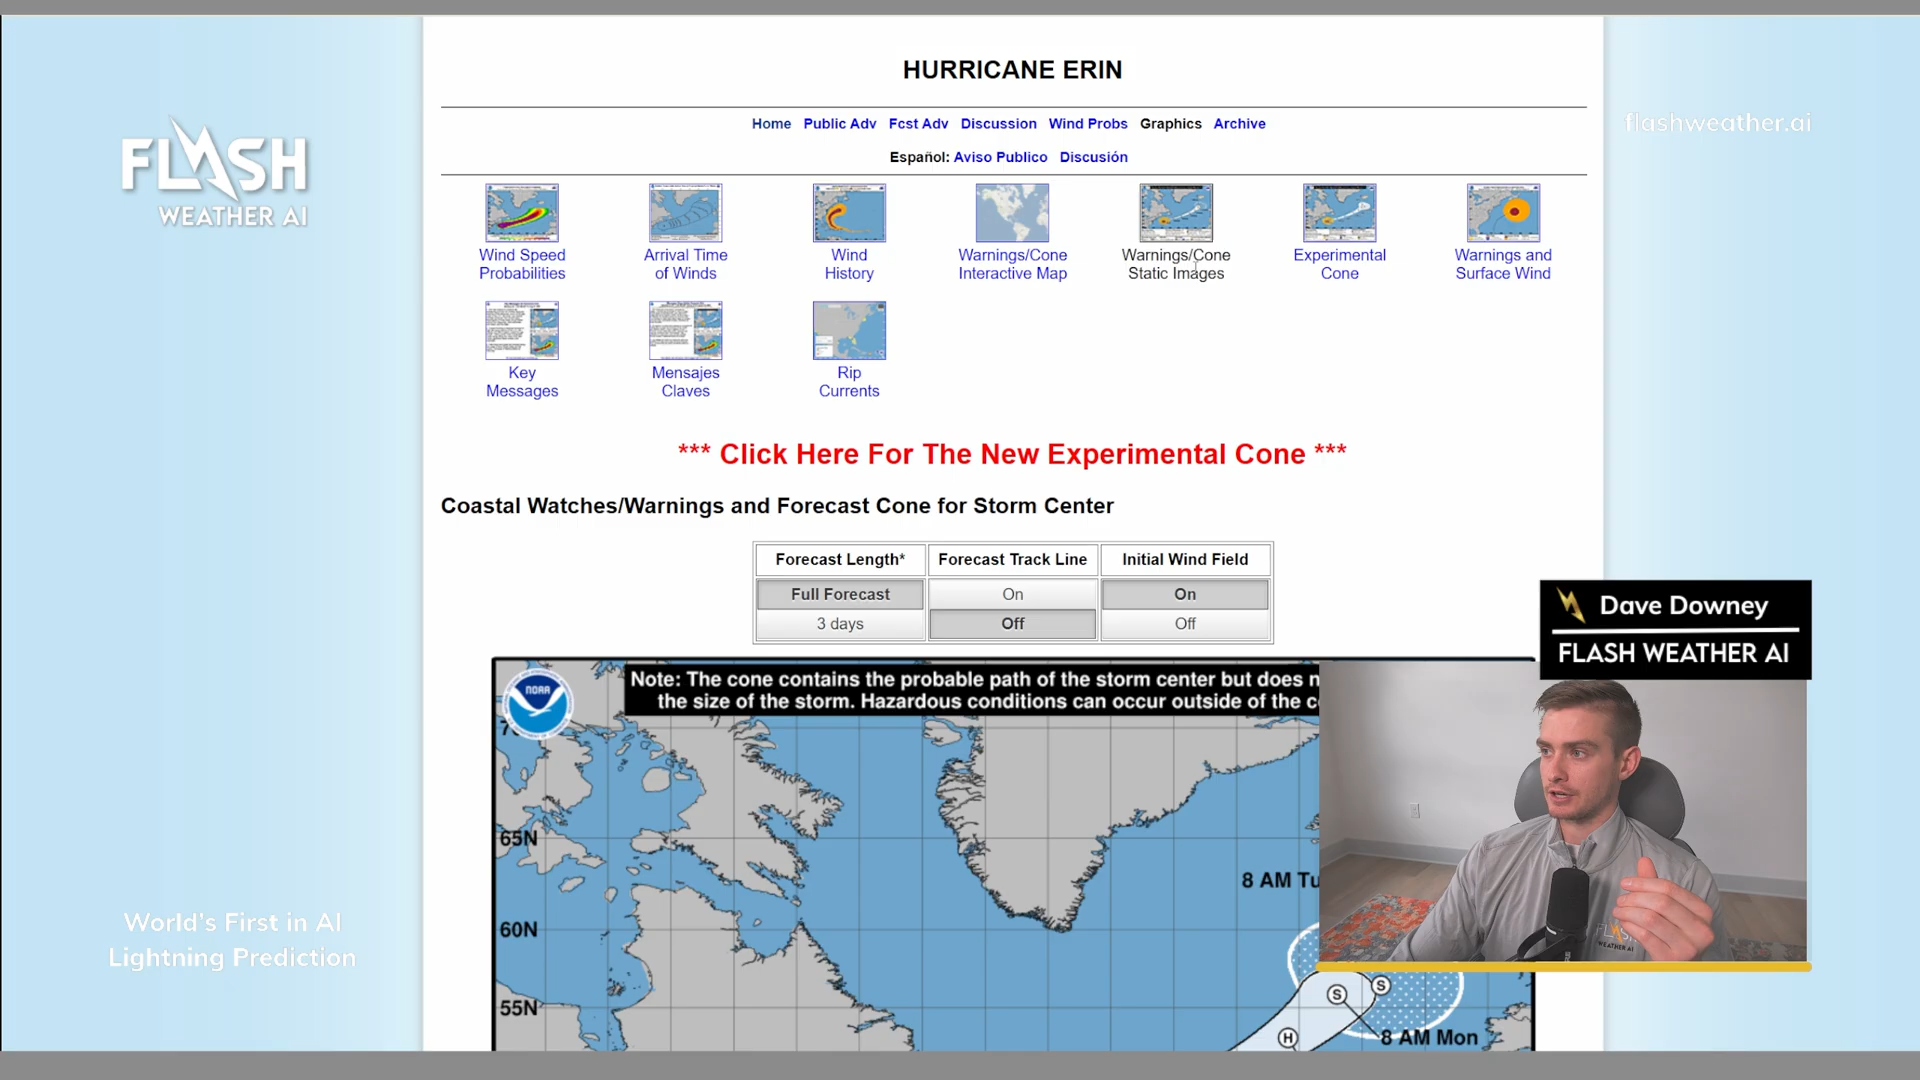 HURRICANE ERIN
FLASH
WEATHER AI
flashweather.ai
Home Public Adv Fcst Adv Discussion Wind Probs Graphics Archive
Español: Aviso Publico Discusión
Wind Speed
Probabilities
Arrival Time
of Winds
Wind
History
Warnings/Cone
Interactive Map
Warnings/Cone
Static Images
Experimental
Cone
Warnings and
Surface Wind
Key
Messages
Mensajes
Claves
Rip
Currents
*** Click Here For The New Experimental Cone ***
Coastal Watches/Warnings and Forecast Cone for Storm Center
Forecast Length* Forecast Track Line Initial Wind Field
Full Forecast On On
3 days Off Off
Dave Downey
FLASH WEATHER AI
NOAA
Note: The cone contains the probable path of the storm center but does
the size of the storm. Hazardous conditions can occur outside of the
65N
8 AM Tu
60N
World's First in AI
Lightning Prediction
FLASH
WEATHER AI
55N
S
S
H
8 AM Mon